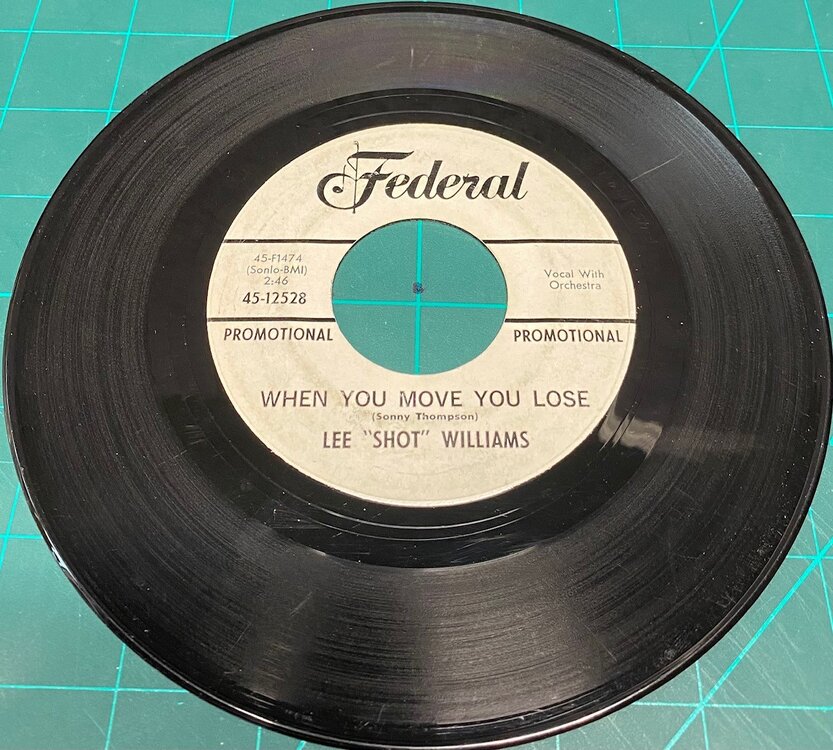 Federal
45-F1474
(Sonlo-BMI)
2:46
45-12528
Vocal With
Orchestra
PROMOTIONAL
PROMOTIONAL
WHEN YOU MOVE YOU LOSE
(Sonny Thompson)
LEE "SHOT" WILLIAMS